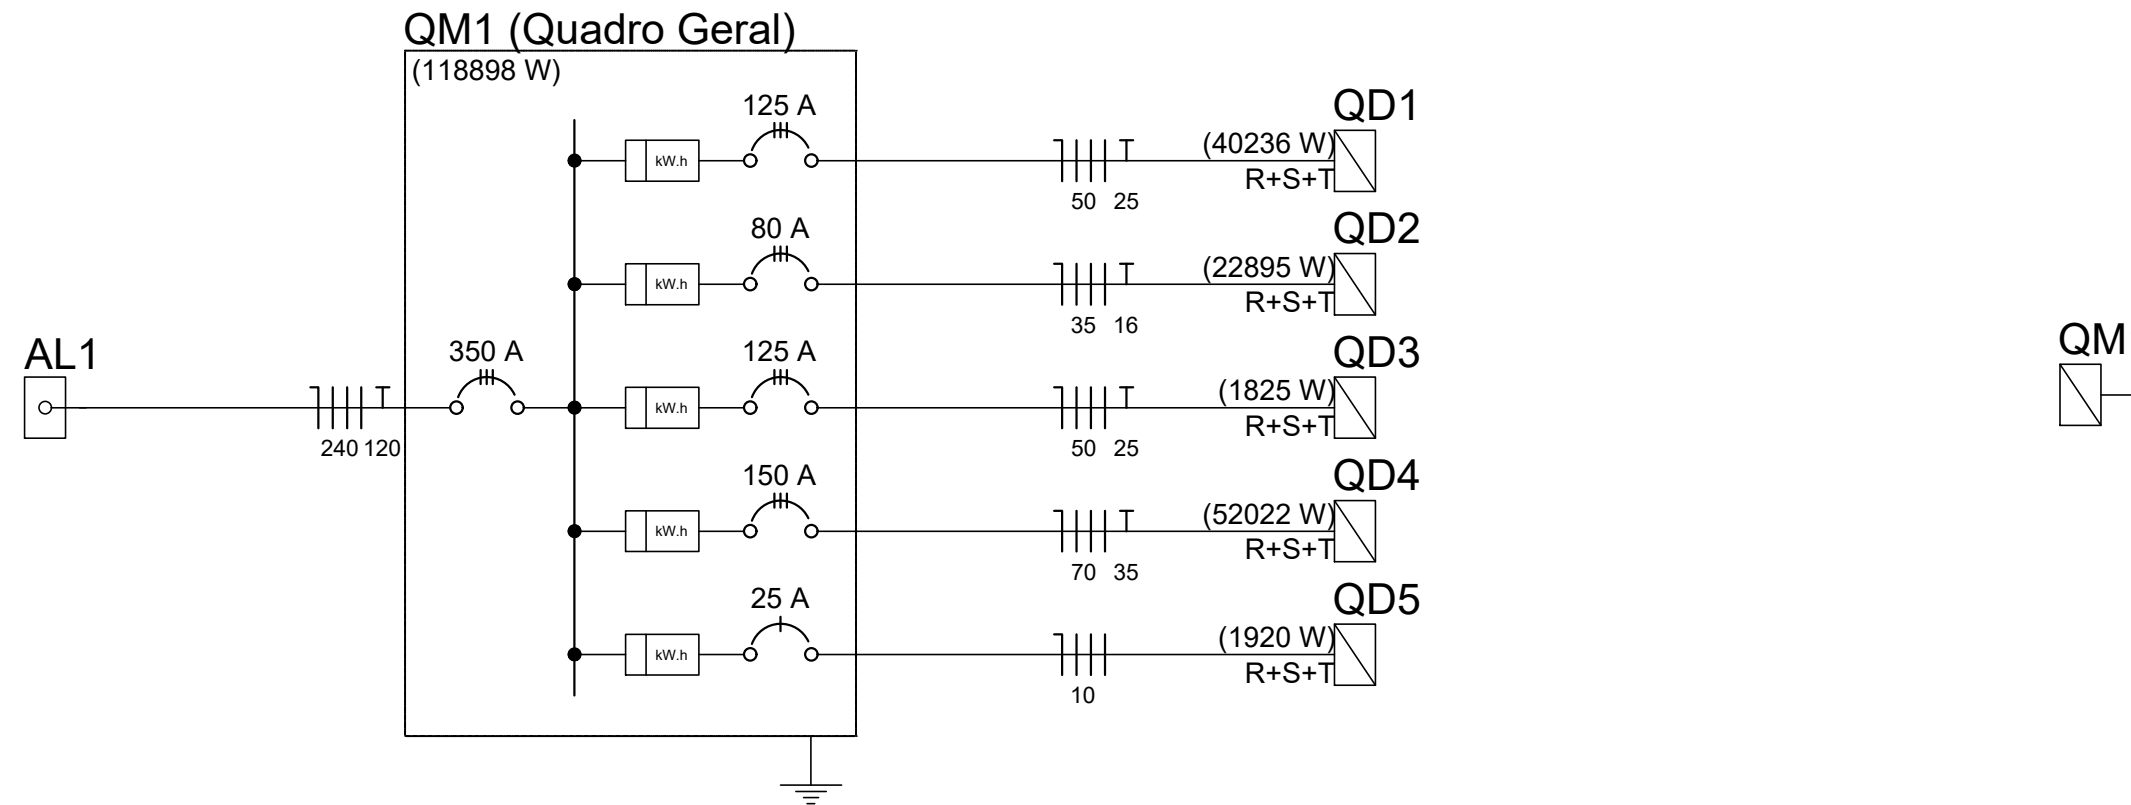 QM1 (Quadro Geral)
(118898 W)
125 A
QD1
kW.h
(40236 W)
R+S+T
50 25
80 A
QD2
kW.h
(22895 W)
R+S+T
35 16
AL1
350 A
240 120
125 A
QD3
kW.h
(1825 W)
R+S+T
50 25
QM
150 A
QD4
kW.h
(52022 W)
R+S+T
70 35
25 A
QD5
kW.h
(1920 W)
R+S+T
10